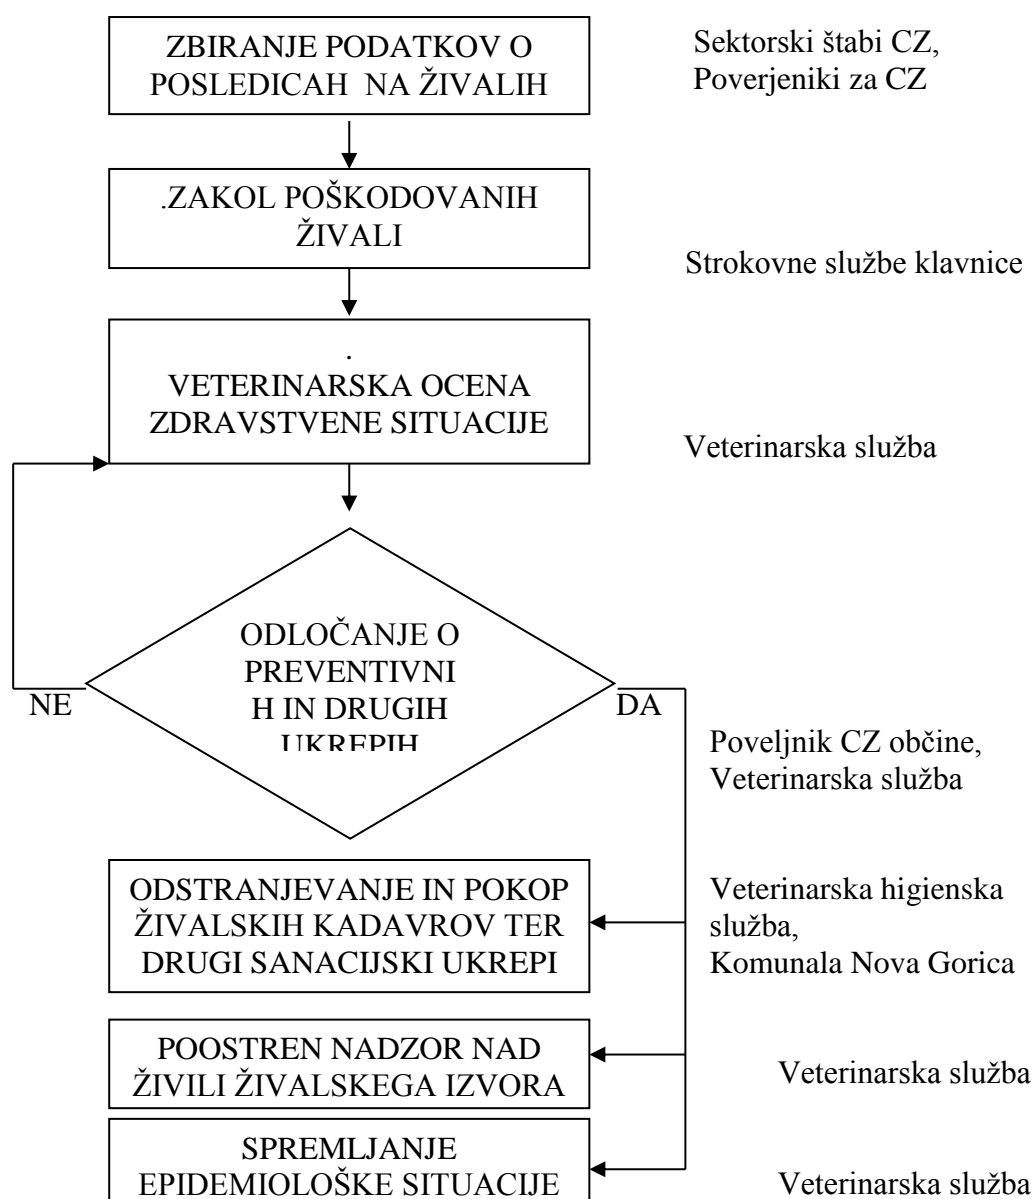 ZBIRANJE PODATKOV O
POSLEDICAH NA ŽIVALIH
Sektorski štabi CZ,
Poverjeniki za CZ
.ZAKOL POŠKODOVANIH
ŽIVALI
Strokovne službe klavnice
.
VETERINARSKA OCENA
ZDRAVSTVENE SITUACIJE
Veterinarska služba
ODLOČANJE O
PREVENTIVNI
H IN DRUGIH
UKREPIH
NE
DA
Poveljnik CZ občine,
Veterinarska služba
ODSTRANJEVANJE IN POKOP
ŽIVALSKIH KADAVROV TER
DRUGI SANACIJSKI UKREPI
Veterinarska higienska
služba,
Komunala Nova Gorica
POOSTREN NADZOR NAD
ŽIVILI ŽIVALSKEGA IZVORA
Veterinarska služba
SPREMLJANJE
EPIDEMIOLOŠKE SITUACIJE
Veterinarska služba